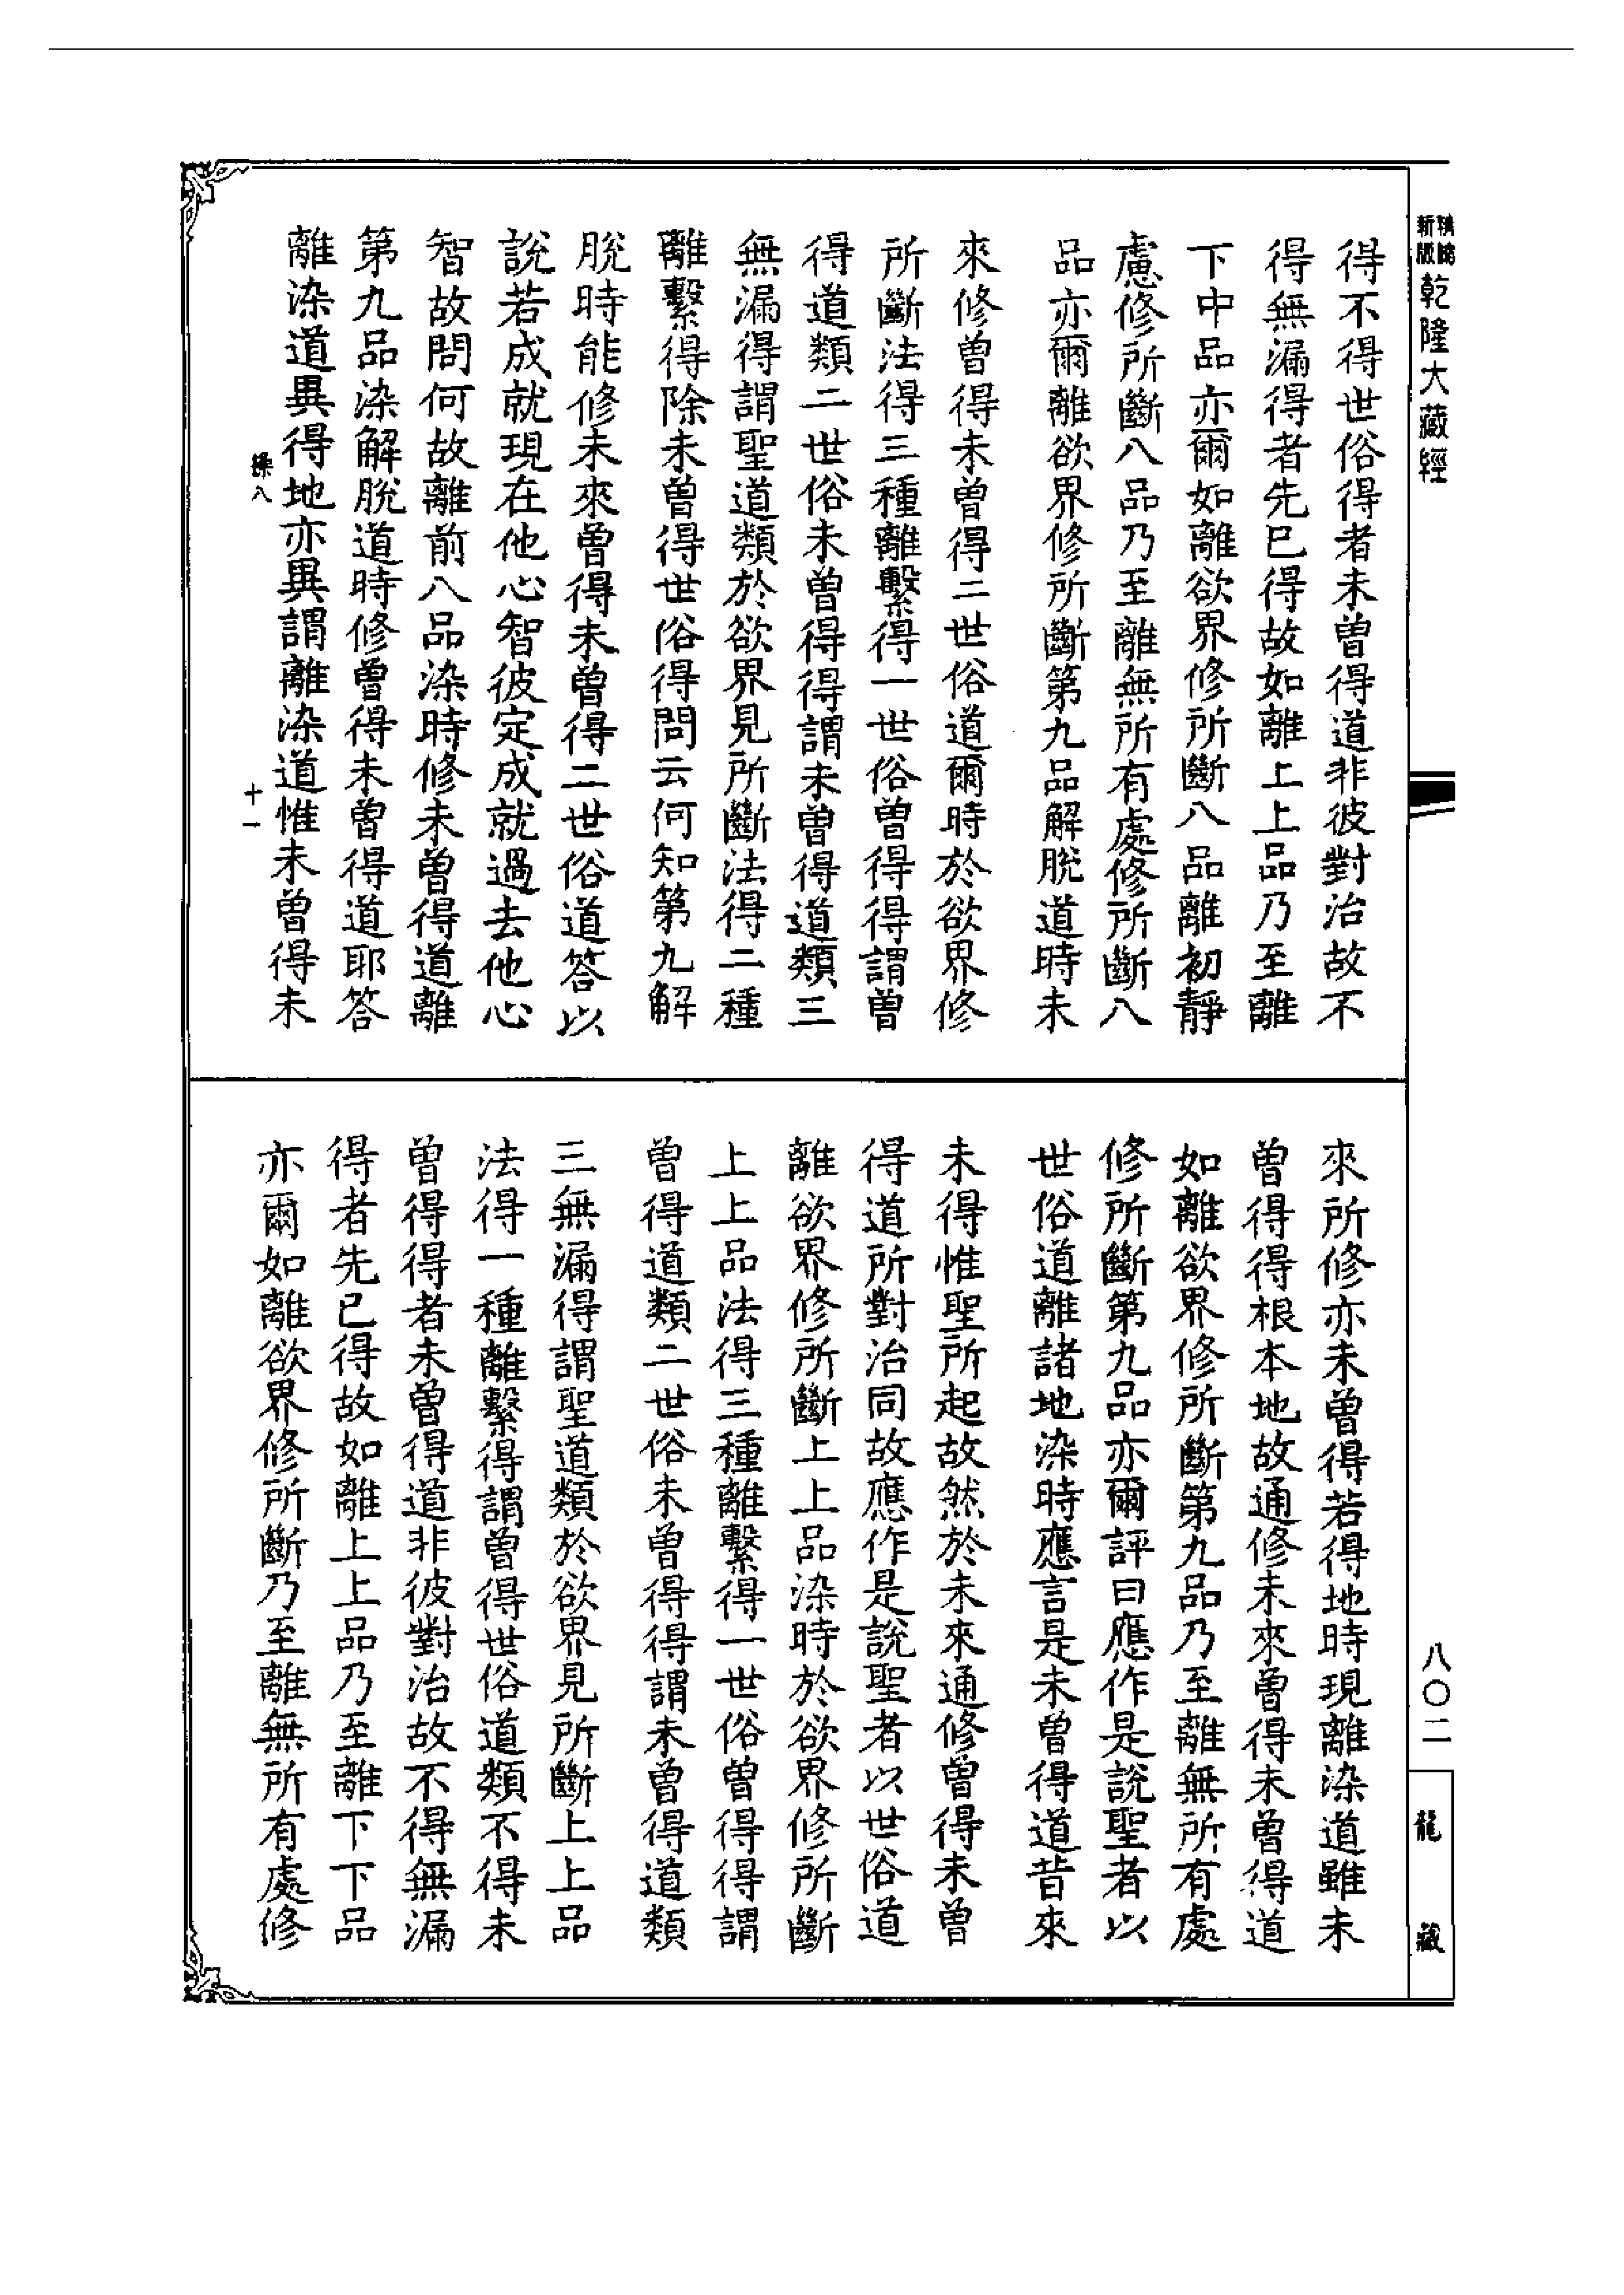 乾隆大藏經
得不得世俗得者未曾得道非彼對治故不
得無漏得者先已得故如離上上品乃至離
下中品亦爾如離欲界修所斷八品離初靜
慮修所斷八品乃至離無所有處修所斷八
品亦爾離欲界修所斷第九品解脫道時未
來修曾得未曾得二世俗道爾時於欲界修
所斷法得三種離繫得一世俗曾得得謂曾
得道類二世俗未曾得得謂未曾得道類三
無漏得謂聖道類於欲界見所斷法得二種
離繫得除未曾得世俗得問云何知第九解
脫時能修未來曾得未曾得二世俗道答以
說若成就現在他心智彼定成就過去他心
智故問何故離前八品染時修未曾得道離
第九品染解脫道時修曾得未曾得道耶答
離染道異得地亦異謂離染道惟未曾得未
十一
來所修亦未曾得若得地時現離染道雖未
曾得得根本地故通修未來曾得未曾得道
如離欲界修所斷第九品乃至離無所有處
修所斷第九品亦爾評曰應作是說聖者以
世俗道離諸地染時應言是未曾得道昔來
未得惟聖所起故然於未來通修曾得未曾
得道所對治同故應作是說聖者以世俗道
離欲界修所斷上上品染時於欲界修所斷
上上品法得三種離繫得一世俗曾得得謂
曾得道類二世俗未曾得得謂未曾得道類
三無漏得謂聖道類於欲界見所斷上上品
法得一種離繫得謂曾得世俗道類不得未
曾得得者未曾得道非彼對治故不得無漏
得者先已得故如離上上品乃至離下下品
亦爾如離欲界修所斷乃至離無所有處修
八〇二
龍藏